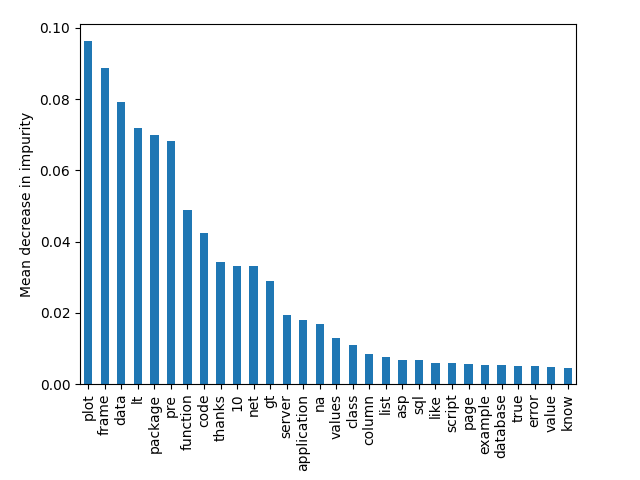 0.10
0.08
0.06
0.04
0.02
0.00
Mean decrease in impurity
plot
frame
data
lt
package
pre
function
code
thanks
10
net
gt
server
application
na
values
class
column
list
asp
sql
like
script
page
example
database
true
error
value
know